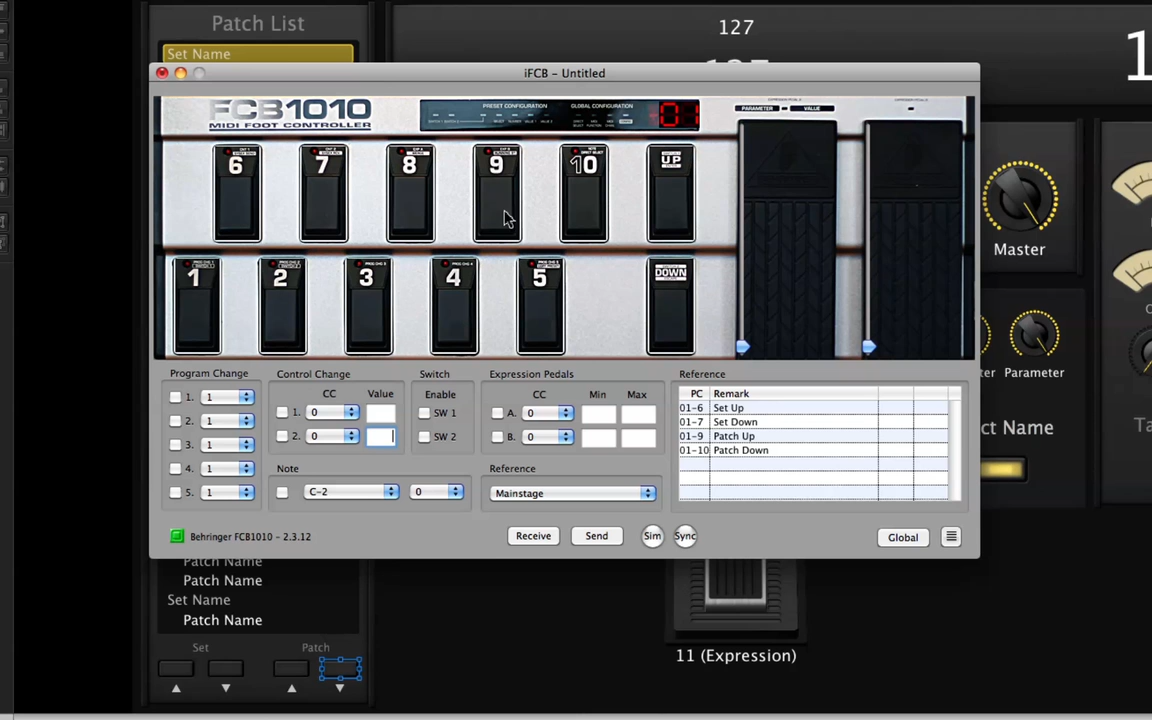 Patch List
127
Set Name
iFCB – Untitled
FCB1010
MIDI FOOT CONTROLLER
PRESET CONFIGURATION
GLOBAL CONFIGURATION
01
PARAMETER
VALUE
6
7
8
9
10
UP
Master
1
2
3
4
5
DOWN
Parameter
Program Change
Control Change
Switch
Expression Pedals
Reference
CC Value
Enable
CC Min Max
PC Remark
1. 1
2. 1
3. 1
4. 1
5. 1
1. 0
2. 0
SW 1
SW 2
A. 0
B. 0
01-6 Set Up
01-7 Set Down
01-9 Patch Up
01-10 Patch Down
ct Name
Note
C-2
0
Reference
Mainstage
Behringer FCB1010 – 2.3.12
Receive
Send
Sim
Sync
Global
Patch Name
Patch Name
Set Name
Patch Name
Set
Patch
11 (Expression)